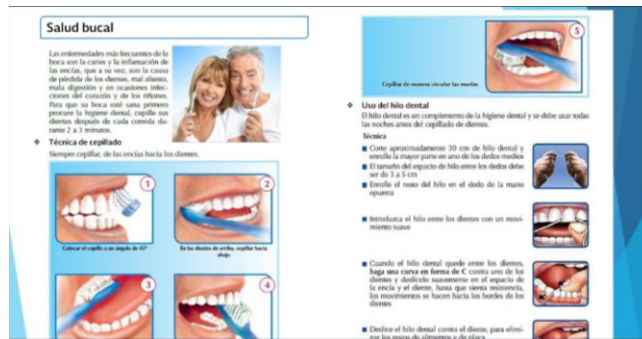 Salud bucal
Las enfermedades más frecuentes de la
boca son la caries y la inflamación de
las encías, que a su vez, son la causa
de pérdida de los dientes, mal aliento,
mala digestión y en ocasiones infec-
ciones del corazón y de los riñones.
Para que su boca esté sana primero
procure la higiene dental, cepille sus
dientes después de cada comida du-
rante 2 a 3 minutos.
❖ Técnica de cepillado
Siempre cepillar, de las encías hacia los dientes.
1
Colocar el cepillo a un ángulo de 45°
2
En los dientes de arriba, cepillar hacia
abajo
3
4
5
Cepillar de manera circular las muelas
❖ Uso del hilo dental
El hilo dental es un complemento de la higiene dental y se debe usar todas
las noches antes del cepillado de dientes.
Técnica
■ Corte aproximadamente 30 cm de hilo dental y
enrolle la mayor parte en uno de los dedos medios
■ El tamaño del espacio de hilo entre los dedos debe
ser de 3 a 5 cm
■ Enrolle el resto del hilo en el dedo de la mano
opuesta
■ Introduzca el hilo entre los dientes con un movi-
miento suave
■ Cuando el hilo dental quede entre los dientes,
haga una curva en forma de C contra uno de los
dientes y deslícelo suavemente en el espacio de
la encía y el diente, hasta que sienta resistencia,
los movimientos se hacen hacia los bordes de los
dientes
■ Deslice el hilo dental contra el diente, para elimi-
nar los restos de alimentos y de placa